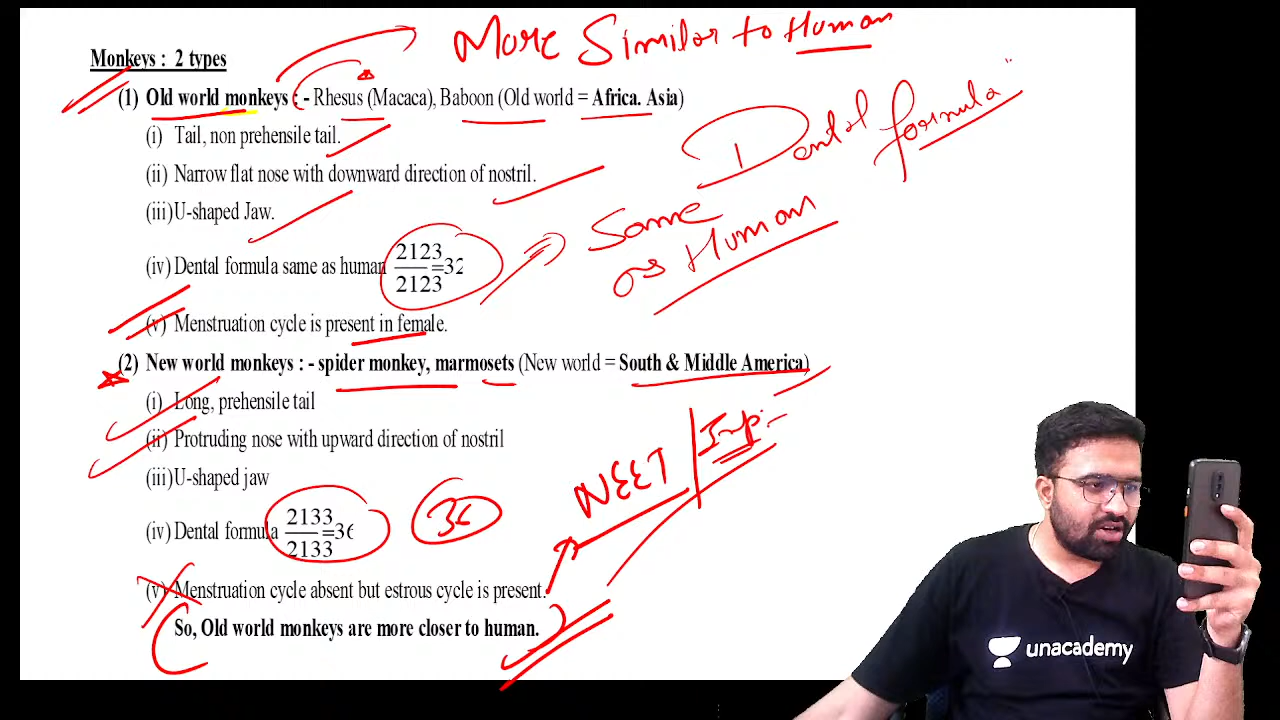 Monkeys : 2 types
More Similar to Human
(1) Old world monkeys : - Rhesus (Macaca), Baboon (Old world = Africa. Asia)
Dental formula
(i) Tail, non prehensile tail.
(ii) Narrow flat nose with downward direction of nostril.
(iii) U-shaped Jaw.
Same as Human
(iv) Dental formula same as human 2123/2123=32
(v) Menstruation cycle is present in female.
(2) New world monkeys : - spider monkey, marmosets (New world = South & Middle America)
(i) Long, prehensile tail
(ii) Protruding nose with upward direction of nostril
(iii) U-shaped jaw
NEET Imp:-
(iv) Dental formula 2133/2133=36
36
(v) Menstruation cycle absent but estrous cycle is present.
So, Old world monkeys are more closer to human.
unacademy